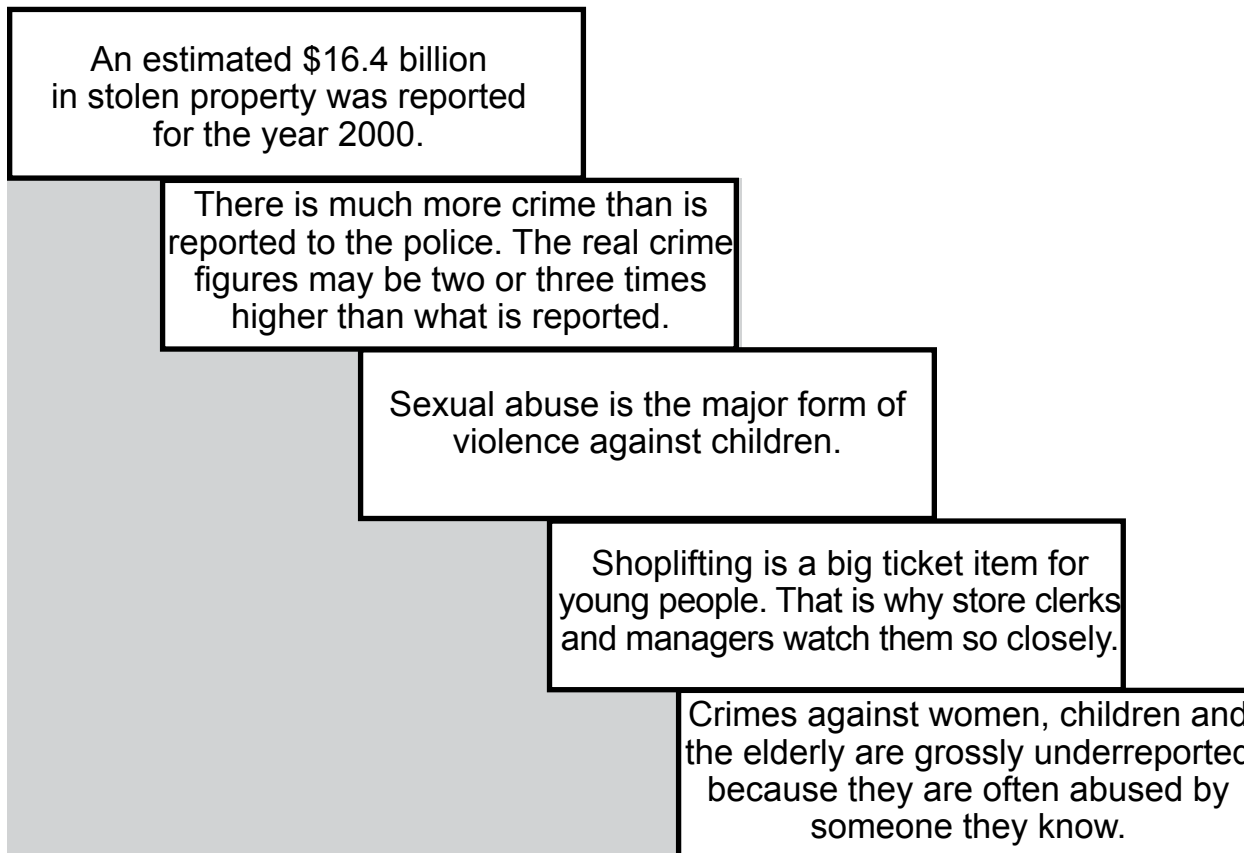 An estimated $16.4 billion
in stolen property was reported
for the year 2000.
There is much more crime than is
reported to the police. The real crime
figures may be two or three times
higher than what is reported.
Sexual abuse is the major form of
violence against children.
Shoplifting is a big ticket item for
young people. That is why store clerks
and managers watch them so closely.
Crimes against women, children and
the elderly are grossly underreported
because they are often abused by
someone they know.